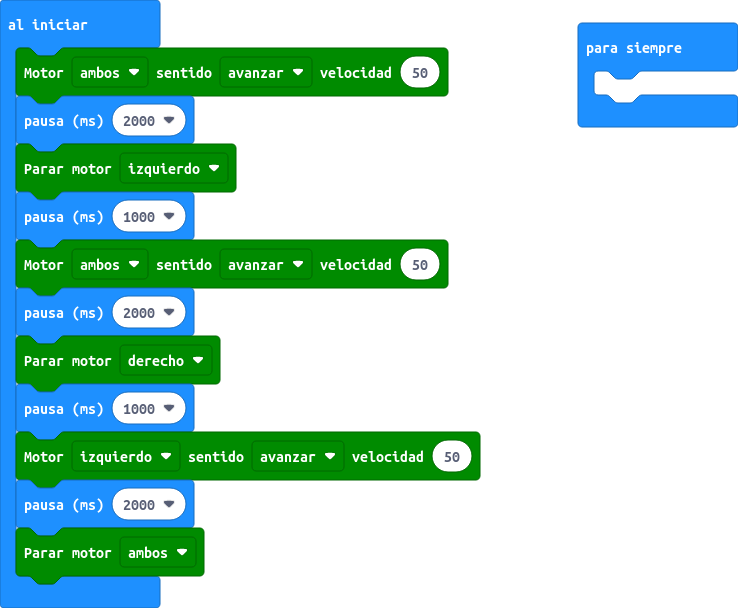 al iniciar
Motor ambos sentido avanzar velocidad 50
pausa (ms) 2000
Parar motor izquierdo
pausa (ms) 1000
Motor ambos sentido avanzar velocidad 50
pausa (ms) 2000
Parar motor derecho
pausa (ms) 1000
Motor izquierdo sentido avanzar velocidad 50
pausa (ms) 2000
Parar motor ambos
para siempre